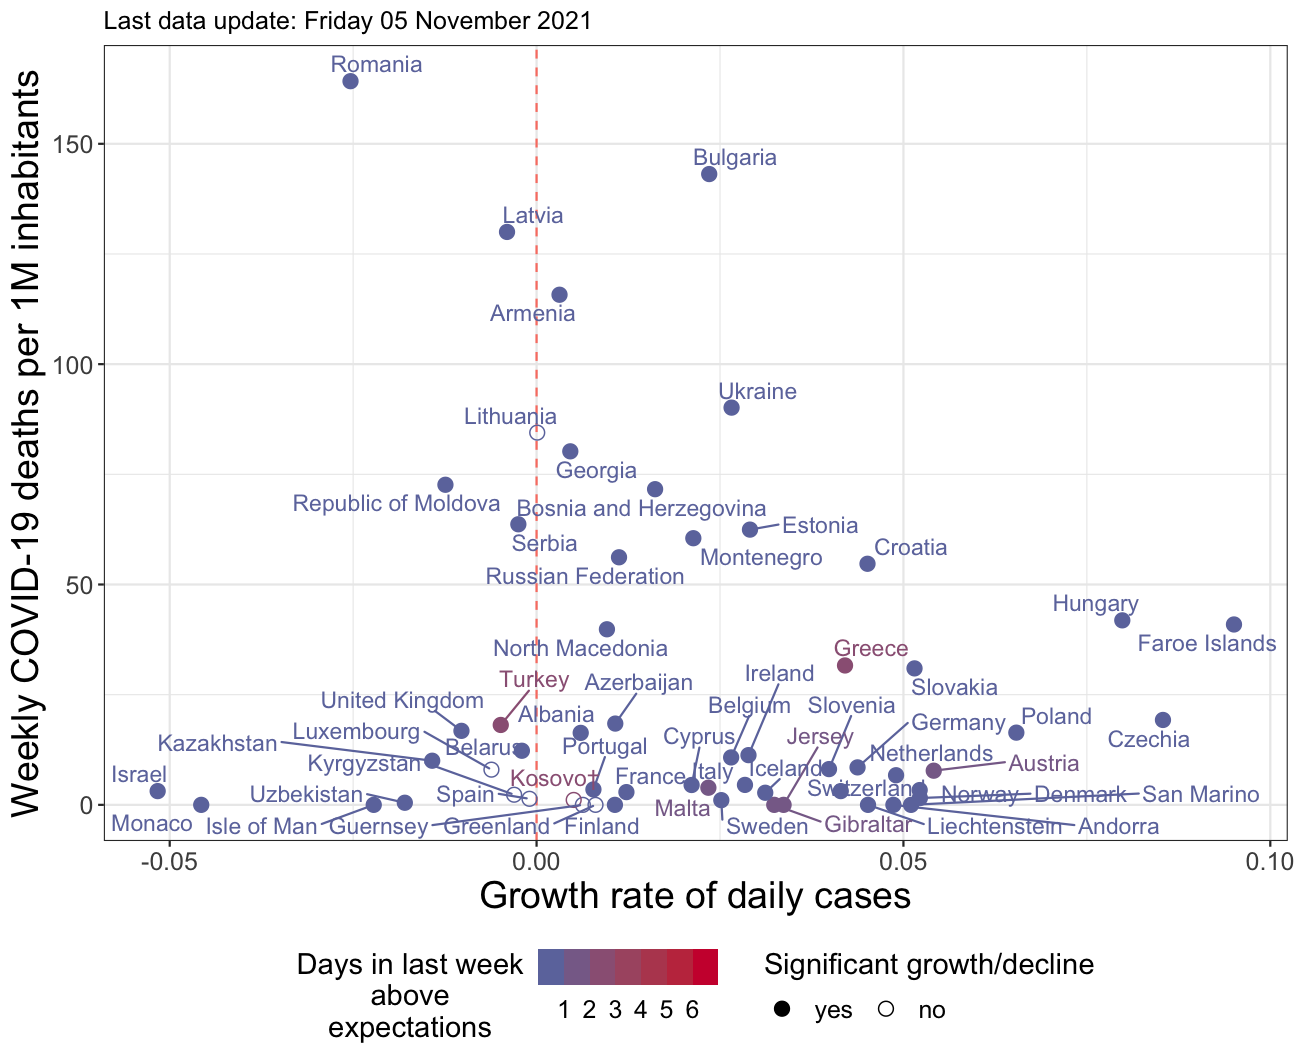 Last data update: Friday 05 November 2021
Weekly COVID-19 deaths per 1M inhabitants
150
100
50
0
Romania
Bulgaria
Latvia
Armenia
Ukraine
Lithuania
Georgia
Republic of Moldova
Bosnia and Herzegovina
Estonia
Serbia
Croatia
Montenegro
Russian Federation
Hungary
Faroe Islands
North Macedonia
Greece
Ireland
Turkey
Azerbaijan
Slovakia
United Kingdom
Belgium
Slovenia
Albania
Poland
Germany
Luxembourg
Cyprus
Jersey
Czechia
Kazakhstan
Belarus
Portugal
Netherlands
Kyrgyzstan
Austria
Israel
Kosovo†
France
Italy
Iceland
Switzerland
Uzbekistan
Spain
Norway
Denmark
San Marino
Malta
Monaco
Isle of Man
Guernsey
Greenland
Finland
Sweden
Gibraltar
Liechtenstein
Andorra
-0.05
0.00
0.05
0.10
Growth rate of daily cases
Days in last week
above
expectations
1 2 3 4 5 6
Significant growth/decline
yes
no